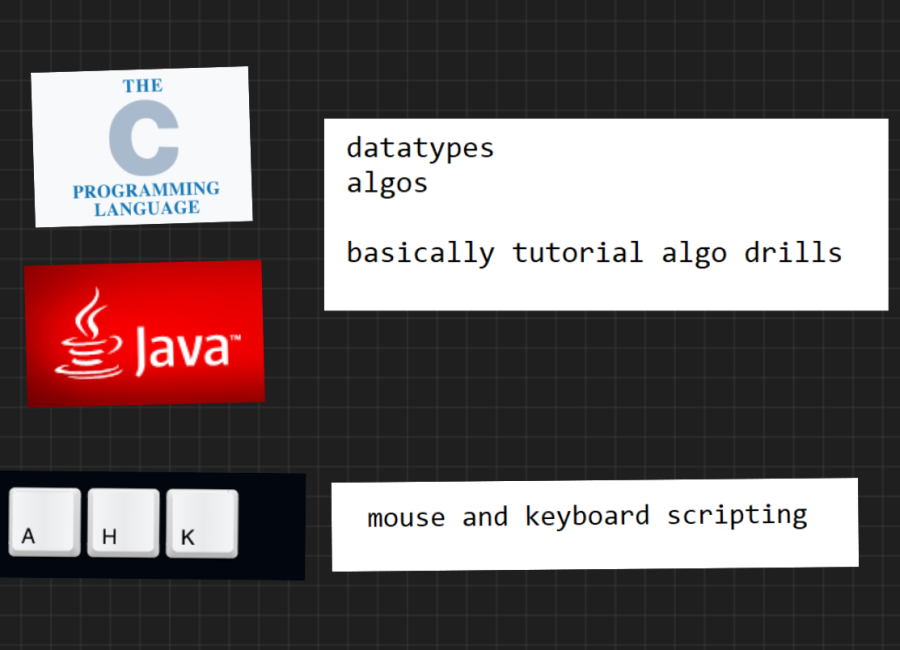 THE
C
PROGRAMMING
LANGUAGE
datatypes
algos
basically tutorial algo drills
Java™
A H K
mouse and keyboard scripting